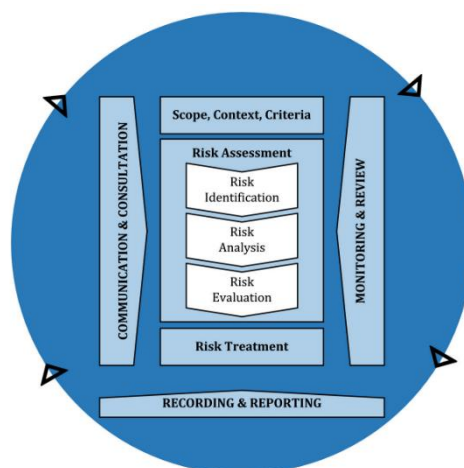 Scope, Context, Criteria
COMMUNICATION & CONSULTATION
Risk Assessment
Risk
Identification
Risk
Analysis
Risk
Evaluation
MONITORING & REVIEW
Risk Treatment
RECORDING & REPORTING